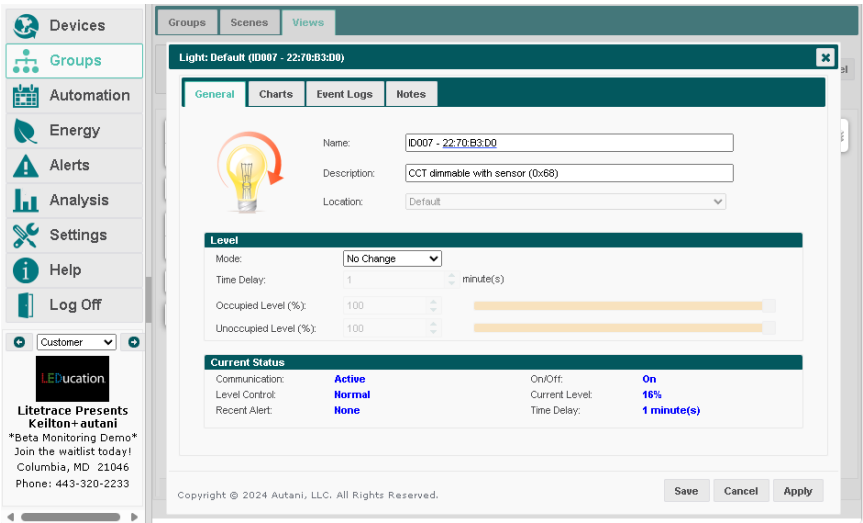 Devices
Groups
Automation
Energy
Alerts
Analysis
Settings
Help
Log Off
Customer
LEDucation
Litetrace Presents
Keilton+autani
*Beta Monitoring Demo*
Join the waitlist today!
Columbia, MD 21046
Phone: 443-320-2233
Groups Scenes Views
Light: Default (ID007 - 22:70:B3:D0)
General Charts Event Logs Notes
Name: ID007 - 22:70:B3:D0
Description: CCT dimmable with sensor (0x68)
Location: Default
Level
Mode: No Change
Time Delay: 1 minute(s)
Occupied Level (%): 100
Unoccupied Level (%): 100
Current Status
Communication: Active On/Off: On
Level Control: Normal Current Level: 16%
Recent Alert: None Time Delay: 1 minute(s)
Copyright © 2024 Autani, LLC. All Rights Reserved.
Save Cancel Apply